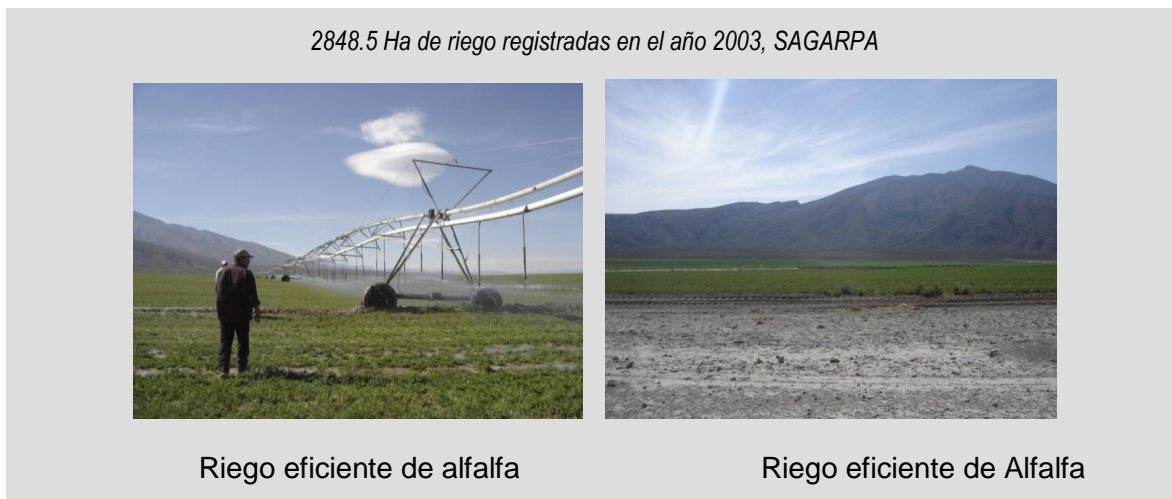 2848.5 Ha de riego registradas en el año 2003, SAGARPA
Riego eficiente de alfalfa
Riego eficiente de Alfalfa